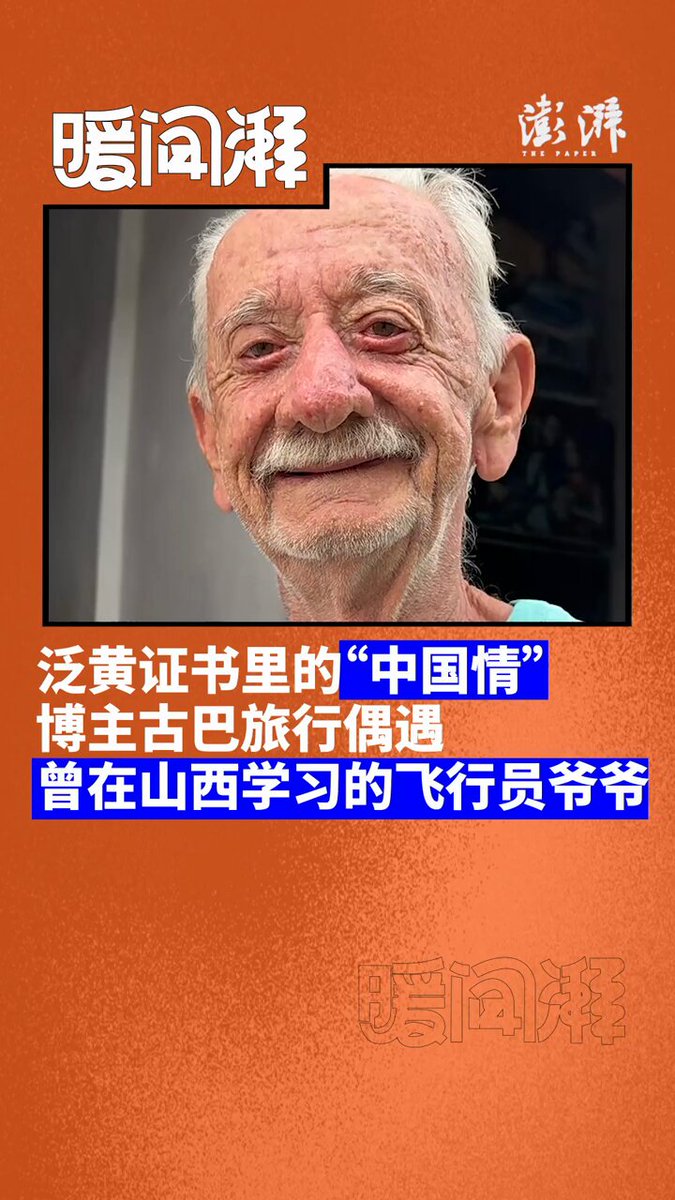 暖闻湃
澎湃
THE PAPER
泛黄证书里的“中国情”
博主古巴旅行偶遇
曾在山西学习的飞行员爷爷
暖闻湃